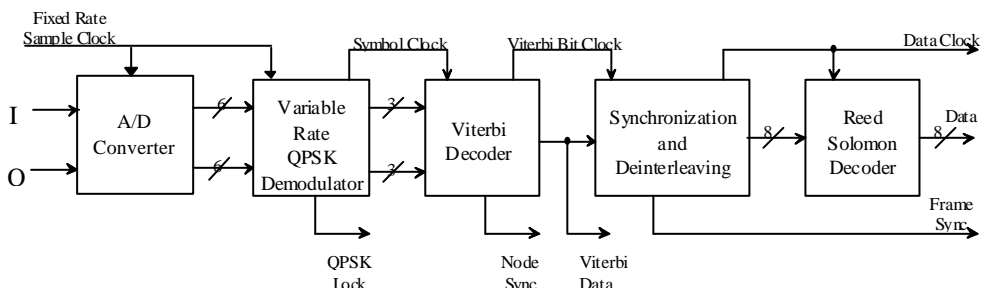 Fixed Rate
Sample Clock
Symbol Clock
Viterbi Bit Clock
Data Clock
I
O
A/D
Converter
6
6
Variable
Rate
QPSK
Demodulator
3
3
Viterbi
Decoder
Synchronization
and
Deinterleaving
8
Reed
Solomon
Decoder
8
Data
Frame
Sync
QPSK
Lock
Node
Sync
Viterbi
Data